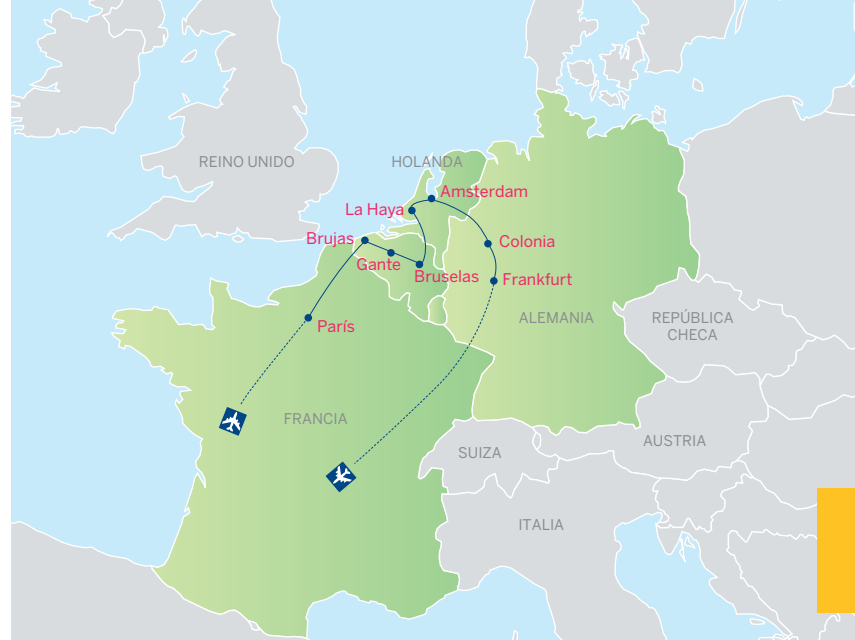 REINO UNIDO
HOLANDA
Amsterdam
La Haya
Brujas
Colonia
Gante
Bruselas
Frankfurt
París
ALEMANIA
REPÚBLICA
CHECA
FRANCIA
SUIZA
AUSTRIA
ITALIA